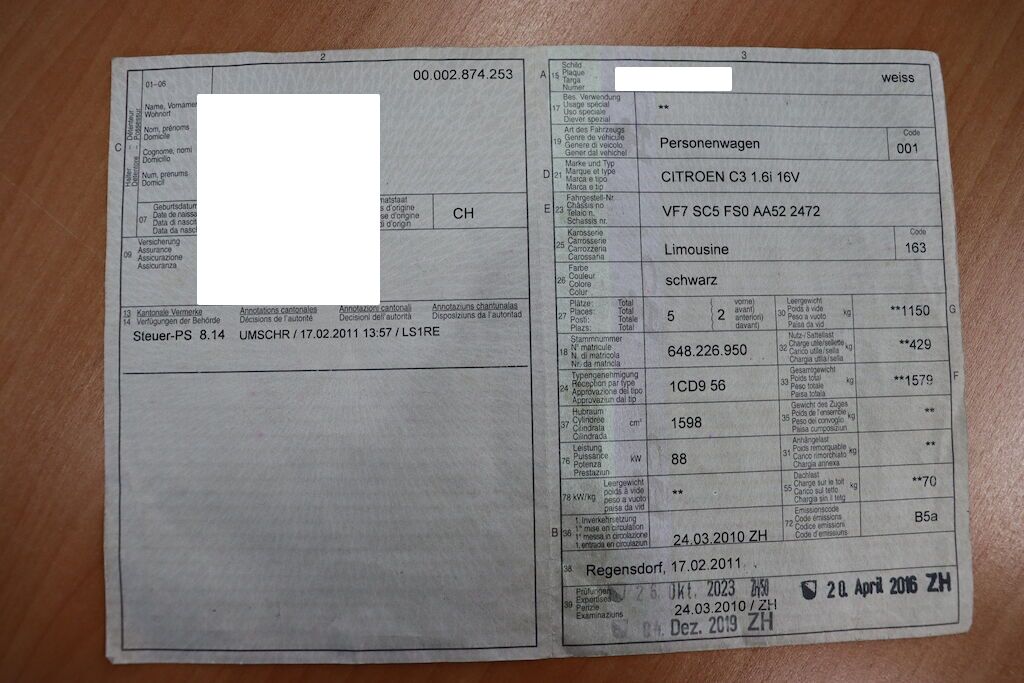 2
01–06
00.002.874.253
C
Halter – Détenteur
Détentore – Possessur
Name, Vornamen
Wohnort
Nom, prénoms
Domicile
Cognome, nomi
Domicilio
Num, prenums
Domicil
07
Geburtsdatum
Date de naissa
Data di nascit
Data da nasch
matstaat
s d'origine
se d'origine
d'origin
CH
09
Versicherung
Assurance
Assicurazione
Assicuranza
13 Kantonale Vermerke Annotations cantonales Annotazioni cantonali Annotaziuns chantunalas
14 Verfügungen der Behörde Décisions de l'autorité Decisioni dell'autorità Disposiziuns da l'autoritad
Steuer-PS 8.14 UMSCHR / 17.02.2011 13:57 / LS1RE
3
A
15
Schild
Plaque
Targa
Numer
weiss
17
Bes. Verwendung
Usage spécial
Uso speciale
Diever spezial
**
19
Art des Fahrzeugs
Genre de véhicule
Genere di veicolo
Gener dal vehichel
Personenwagen
Code
001
D
21
Marke und Typ
Marque et type
Marca e tipo
Marca e tip
CITROEN C3 1.6i 16V
E
23
Fahrgestell-Nr.
Châssis no
Telaio n.
Schassis nr.
VF7 SC5 FS0 AA52 2472
25
Karosserie
Carrosserie
Carrozzeria
Carossaria
Limousine
Code
163
26
Farbe
Couleur
Colore
Colur
schwarz
27
Plätze: Total
Places: Total
Posti: Totale
Plazs: Total
5
( 2
vorne)
avant)
anteriori)
davant)
30
Leergewicht
Poids à vide
Peso a vuoto
Paisa da vid
kg
**1150
G
18
Stammnummer
N° matricule
N. di matricola
Nr. da matricla
648.226.950
32
Nutz-/Sattellast
Charge utile/sellette
Carico utile/sella
Chargia utila/sella
kg
**429
24
Typengenehmigung
Réception par type
Approvazione del tipo
Approvaziun dal tip
1CD9 56
33
Gesamtgewicht
Poids total
Peso totale
Paisa totala
kg
**1579
F
37
Hubraum
Cylindrée
Cilindrata
Cilindrada
cm³
1598
35
Gewicht des Zuges
Poids de l'ensemble
Peso del convoglio
Paisa cumposiziun
kg
**
76
Leistung
Puissance
Potenza
Prestaziun
kW
88
31
Anhängelast
Poids remorquable
Carico rimorchiato
Chargia annexa
kg
**
78 kW/kg
Leergewicht
poids à vide
peso a vuoto
paisa da vid
**
55
Dachlast
Charge sur le toit
Carico sul tetto
Chargia sin il tetg
kg
**70
B
36
1. Inverkehrsetzung
1re mise en circulation
1a messa in circolazione
1. entrada en circulaziun
24.03.2010 ZH
72
Emissionscode
Code émissions
Codice emissioni
Code d'emissiuns
B5a
38
Regensdorf, 17.02.2011
39
Prüfungen
Expertises
Perizie
Examinaziuns
Okt. 2023
20. April 2016 ZH
24.03.2010 / ZH
04. Dez. 2019 ZH